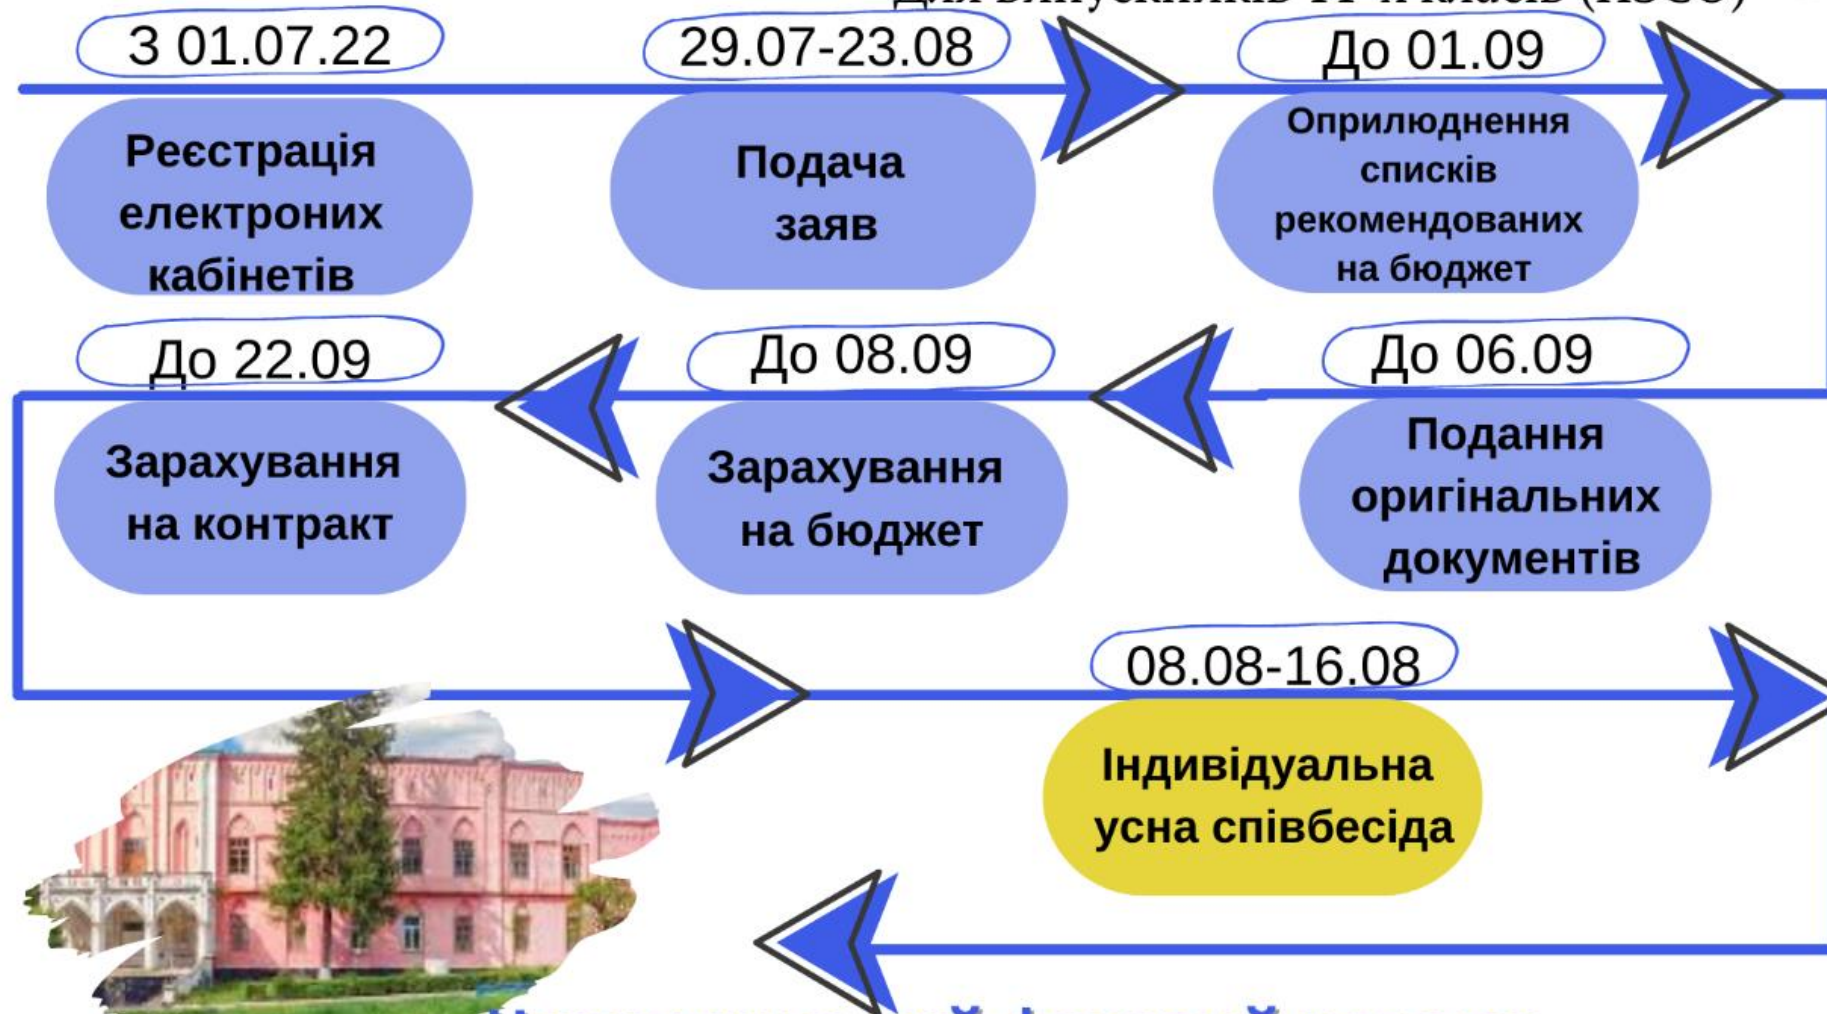 З 01.07.22
29.07-23.08
До 01.09
Реєстрація
електроних
кабінетів
Подача
заяв
Оприлюднення
списків
рекомендованих
на бюджет
До 22.09
До 08.09
До 06.09
Зарахування
на контракт
Зарахування
на бюджет
Подання
оригінальних
документів
08.08-16.08
Індивідуальна
усна співбесіда